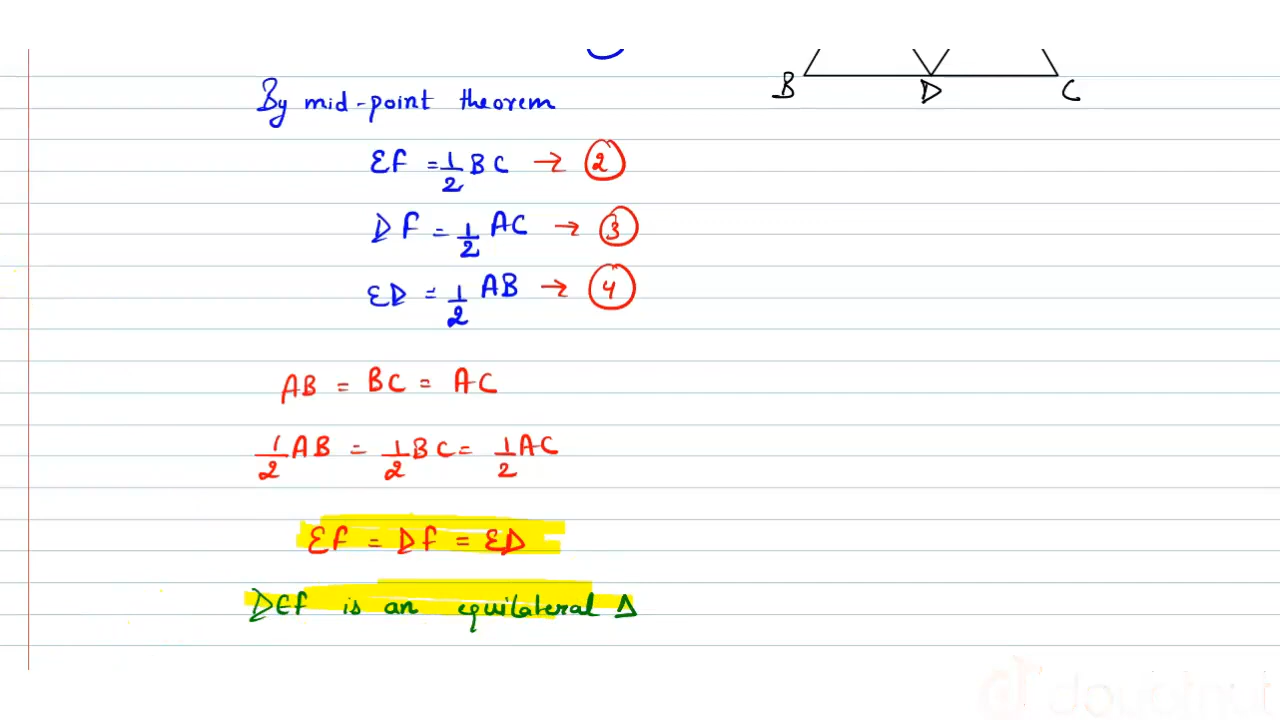 B D C
By mid-point theorem
EF = 1/2 BC → 2
DF = 1/2 AC → 3
ED = 1/2 AB → 4
AB = BC = AC
1/2 AB = 1/2 BC = 1/2 AC
EF = DF = ED
DEF is an equilateral Δ
doubtnut